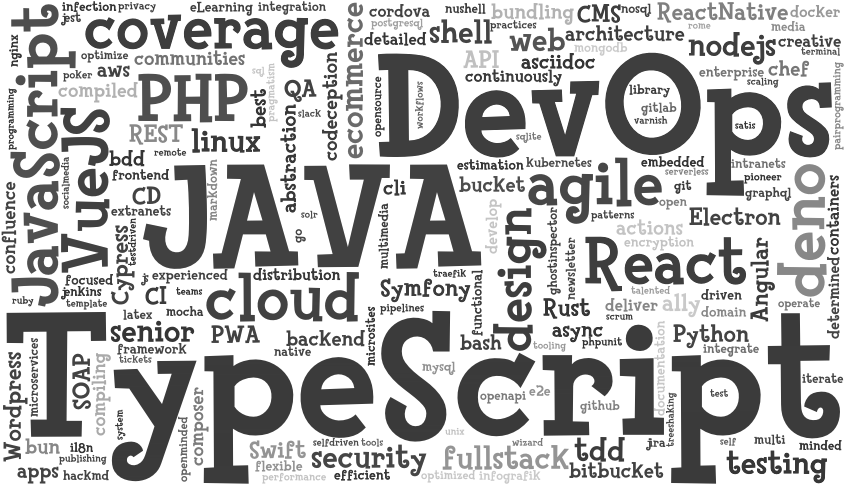 infection
privacy
eLearning integration
cordova
nushell
bundling
CMS
nosql
ReactNative
docker
jest
coverage
postgresql
detailed
shell
practices
web
architecture
rome
media
nginx
optimize
communities
ecommerce
API
mongodb
nodejs
creative
terminal
poker
aws
sql
QA
codeception
asciidoc
continuously
enterprise
chef
scaling
compiled
PHP
pragmatism
best
slack
DevOps
opensource
workflows
library
gitlab
varnish
satis
pairprogramming
programming
JavaScript
VueJS
REST
linux
abstraction
sqlite
bdd
remote
frontend
markdown
JAVA
cli
estimation
kubernetes
embedded
serverless
intranets
pioneer
graphql
socialmedia
CD
extranets
solr
go
multimedia
bucket
agile
git
open
patterns
deno
containers
confluence
cypress
testdriven
develop
design
ghostinspector
newsletter
actions
encryption
Electron
focused
jenkins
template
js
experienced
distribution
traefik
functional
React
talented
Angular
determined
ruby
CI
teams
cloud
Symfony
pipelines
Rust
deliver
scrum
ally
driven
domain
operate
latex
mocha
senior
PWA
backend
native
microsites
bash
async
tooling
phpunit
documentation
Python
integrate
framework
tickets
TypeScript
mysql
Wordpress
microservices
SOAP
compiling
openapi
e2e
github
treeshaking
test
iterate
system
openminded
composer
unix
bun
i18n
publishing
apps
hackmd
Swift
flexible
performance
selfdriven
tools
security
efficient
optimized
infografik
fullstack
wizard
tdd
bitbucket
jira
self
multi
minded
testing